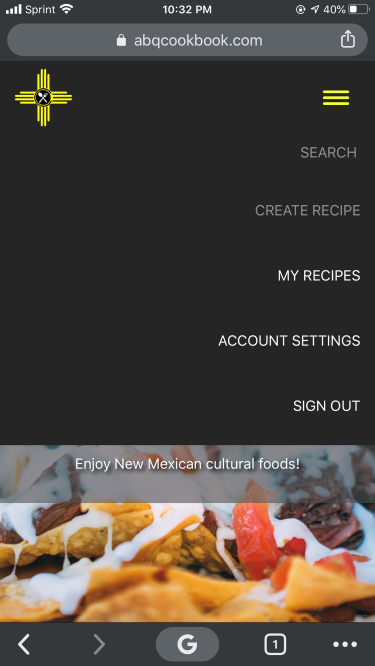 Sprint 10:32 PM 40%
abqcookbook.com
SEARCH
CREATE RECIPE
MY RECIPES
ACCOUNT SETTINGS
SIGN OUT
Enjoy New Mexican cultural foods!
G 1